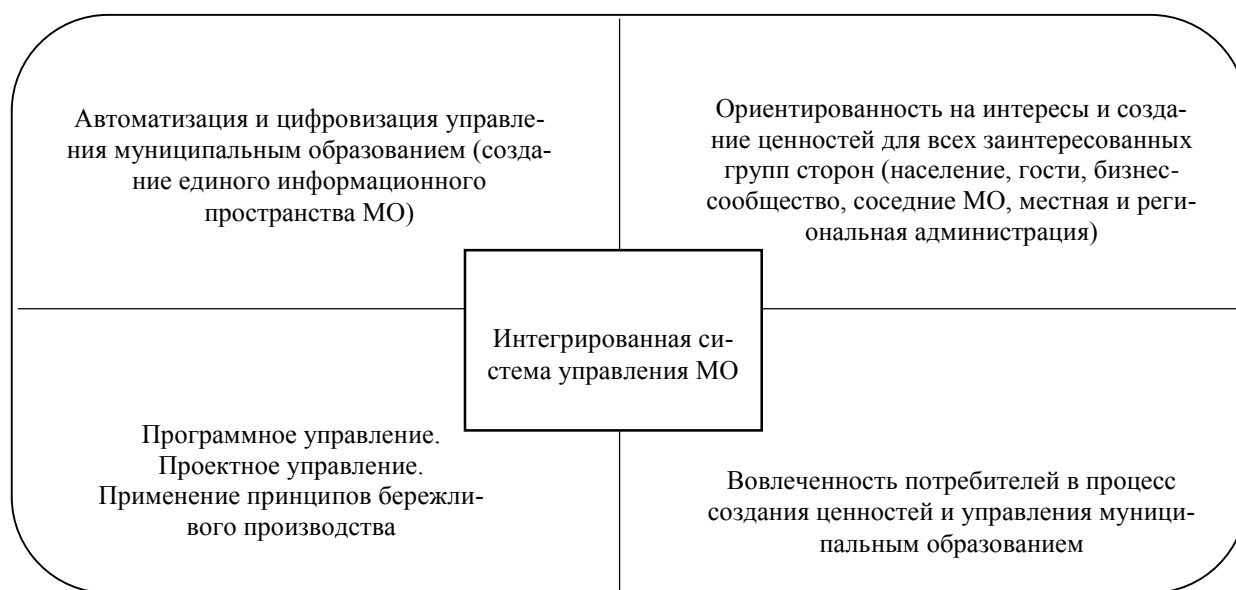 Автоматизация и цифровизация управле-
ния муниципальным образованием (созда-
ние единого информационного
пространства МО)
Ориентированность на интересы и созда-
ние ценностей для всех заинтересованных
групп сторон (население, гости, бизнес-
сообщество, соседние МО, местная и реги-
ональная администрация)
Интегрированная си-
стема управления МО
Программное управление.
Проектное управление.
Применение принципов бережли-
вого производства
Вовлеченность потребителей в процесс
создания ценностей и управления муници-
пальным образованием